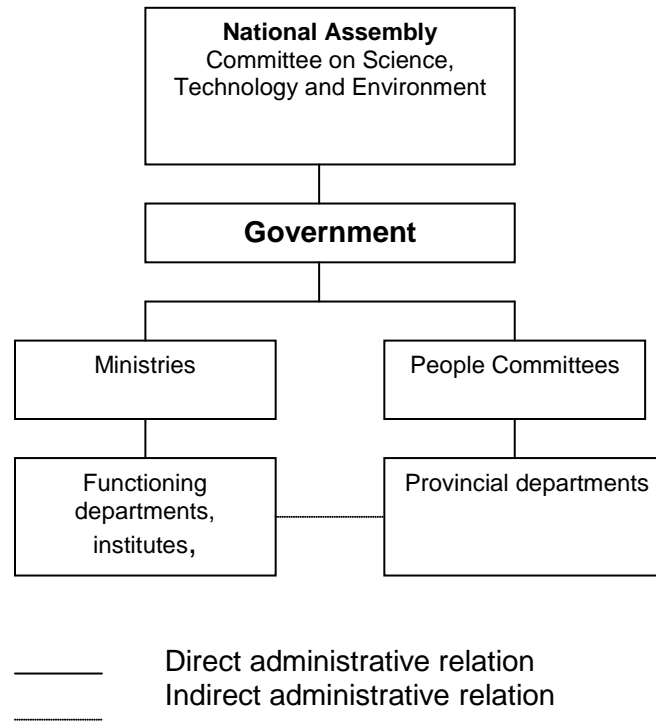 National Assembly
Committee on Science,
Technology and Environment
Government
Ministries
People Committees
Functioning
departments,
institutes,
Provincial departments
Direct administrative relation
Indirect administrative relation